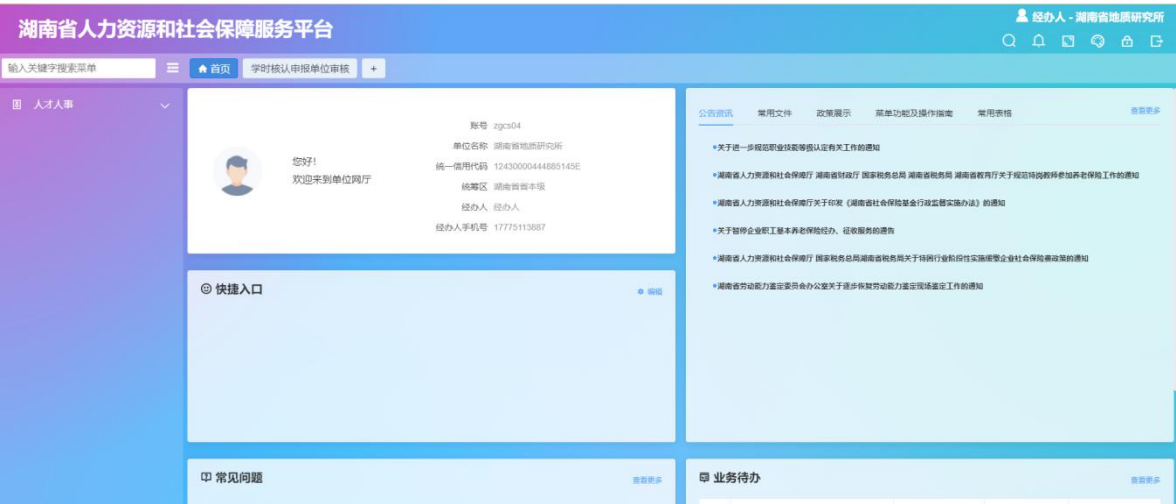 湖南省人力资源和社会保障服务平台
经办人 - 湖南省地质研究所
输入关键字搜索菜单
首页
学时核认申报单位审核
+
人才人事
您好!
欢迎来到单位网厅
账号 zgcs04
单位名称 湖南省地质研究所
统一信用代码 12430000444885145E
统筹区 湖南省省本级
经办人 经办人
经办人手机号 17775113887
公告资讯 常用文件 政策展示 菜单功能及操作指南 常用表格 查看更多
关于进一步规范职业技能等级认定有关工作的通知
湖南省人力资源和社会保障厅 湖南省财政厅 国家税务总局 湖南省税务局 湖南省教育厅关于规范特岗教师参加养老保险工作的通知
湖南省人力资源和社会保障厅关于印发《湖南省社会保险基金行政监督实施办法》的通知
关于暂停企业职工基本养老保险经办、征收服务的通告
湖南省人力资源和社会保障厅 国家税务总局湖南省税务局关于特困行业阶段性实施缓缴企业社会保险费政策的通知
湖南省劳动能力鉴定委员会办公室关于逐步恢复劳动能力鉴定现场鉴定工作的通知
快捷入口 编辑
常见问题 查看更多
业务待办 查看更多